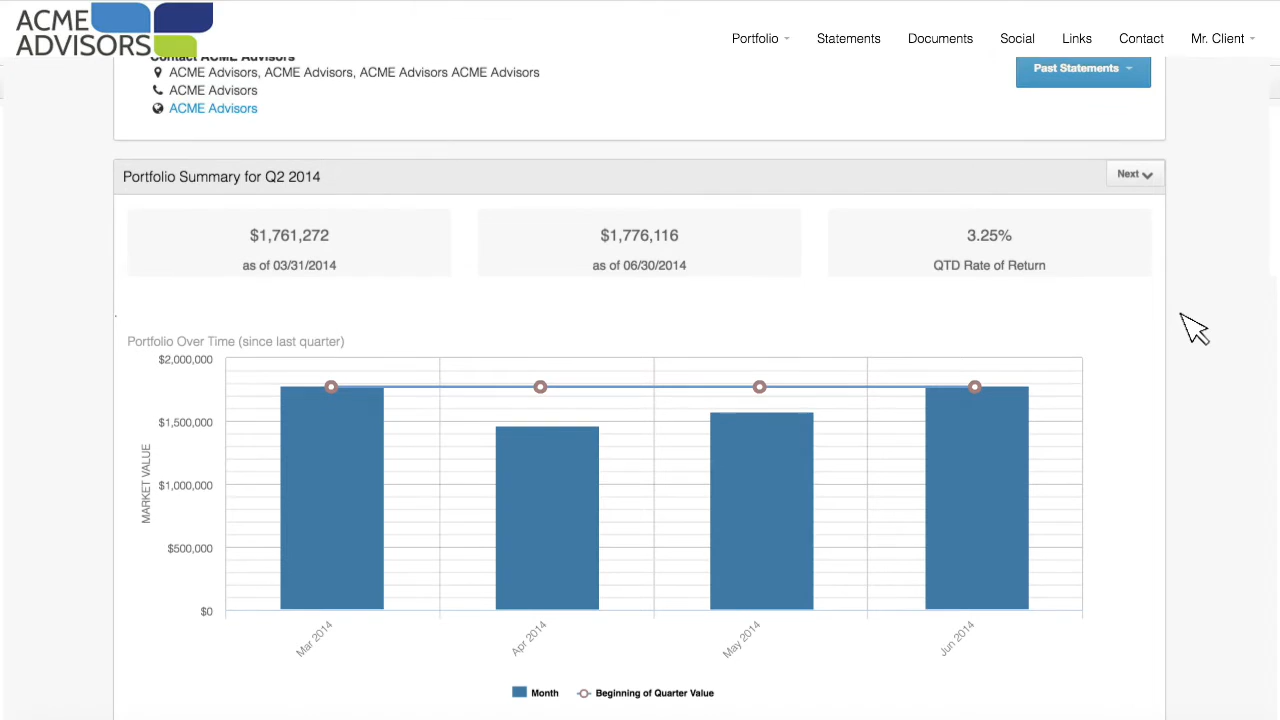 ACME
ADVISORS
Portfolio Statements Documents Social Links Contact Mr. Client
Contact ACME Advisors
ACME Advisors, ACME Advisors, ACME Advisors ACME Advisors
ACME Advisors
ACME Advisors
Past Statements
Portfolio Summary for Q2 2014
Next
$1,761,272
as of 03/31/2014
$1,776,116
as of 06/30/2014
3.25%
QTD Rate of Return
Portfolio Over Time (since last quarter)
MARKET VALUE
$2,000,000
$1,500,000
$1,000,000
$500,000
$0
Mar 2014
Apr 2014
May 2014
Jun 2014
Month
Beginning of Quarter Value